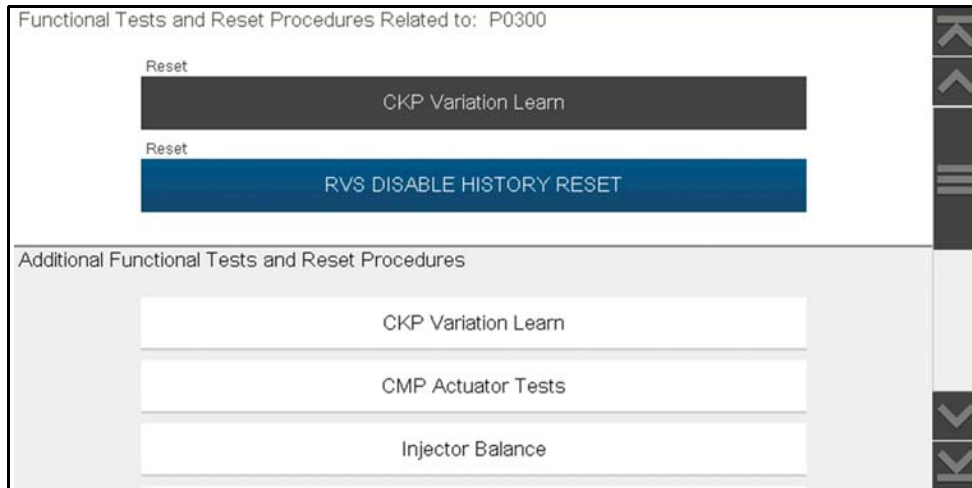 Functional Tests and Reset Procedures Related to: P0300
Reset
CKP Variation Learn
Reset
RVS DISABLE HISTORY RESET
Additional Functional Tests and Reset Procedures
CKP Variation Learn
CMP Actuator Tests
Injector Balance